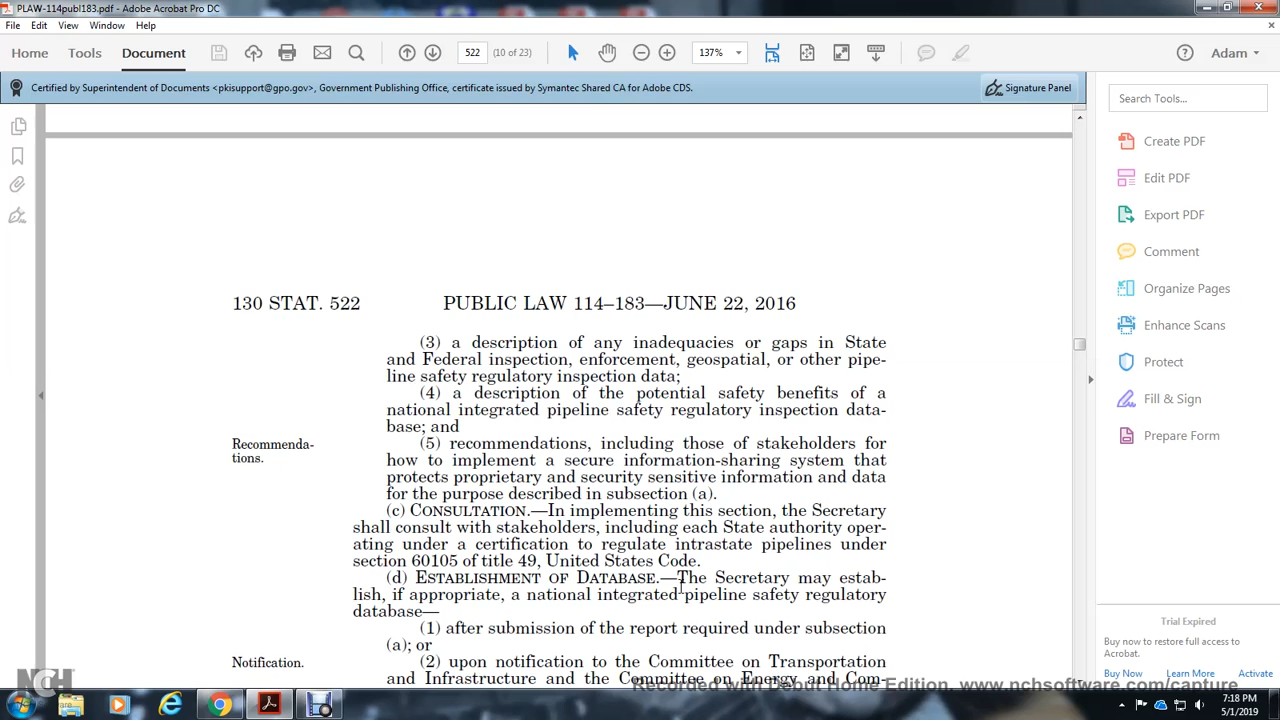 PLAW-114publ183.pdf - Adobe Acrobat Pro DC
File Edit View Window Help
Home Tools Document 522 (10 of 23) 137% Adam
Certified by Superintendent of Documents <pkisupport@gpo.gov>, Government Publishing Office, certificate issued by Symantec Shared CA for Adobe CDS.
Signature Panel
130 STAT. 522 PUBLIC LAW 114–183—JUNE 22, 2016
(3) a description of any inadequacies or gaps in State
and Federal inspection, enforcement, geospatial, or other pipe-
line safety regulatory inspection data;
(4) a description of the potential safety benefits of a
national integrated pipeline safety regulatory inspection data-
base; and
Recommenda-
tions.
(5) recommendations, including those of stakeholders for
how to implement a secure information-sharing system that
protects proprietary and security sensitive information and data
for the purpose described in subsection (a).
(c) CONSULTATION.—In implementing this section, the Secretary
shall consult with stakeholders, including each State authority oper-
ating under a certification to regulate intrastate pipelines under
section 60105 of title 49, United States Code.
(d) ESTABLISHMENT OF DATABASE.—The Secretary may estab-
lish, if appropriate, a national integrated pipeline safety regulatory
database—
(1) after submission of the report required under subsection
(a); or
Notification.
(2) upon notification to the Committee on Transportation
and Infrastructure and the Committee on Energy and Com-
Search Tools...
Create PDF
Edit PDF
Export PDF
Comment
Organize Pages
Enhance Scans
Protect
Fill & Sign
Prepare Form
Trial Expired
Buy now to restore full access to
Acrobat.
Buy Now Learn More Activate
NCH
Recorded with Debut Home Edition. www.nchsoftware.com/capture
7:18 PM
5/1/2019